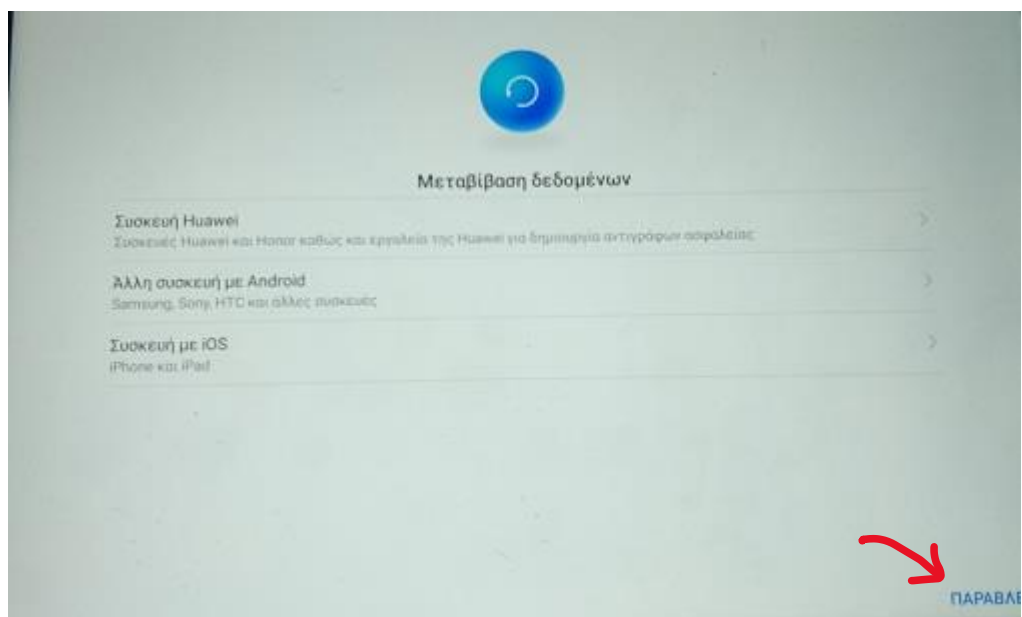 Μεταβίβαση δεδομένων
Συσκευή Huawei
Συσκευές Huawei και Honor καθώς και εργαλεία της Huawei για δημιουργία αντιγράφων ασφαλείας
Άλλη συσκευή με Android
Samsung, Sony, HTC και άλλες συσκευές
Συσκευή με iOS
iPhone και iPad
ΠΑΡΑΒΛΕ